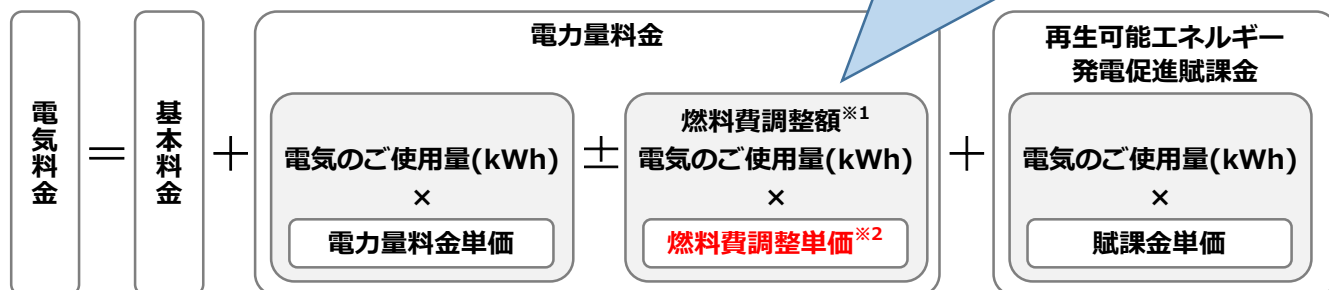 電気料金
＝
基本料金
＋
電力量料金
電気のご使用量(kWh)
×
電力量料金単価
±
燃料費調整額※1
電気のご使用量(kWh)
×
燃料費調整単価※2
＋
再生可能エネルギー
発電促進賦課金
電気のご使用量(kWh)
×
賦課金単価